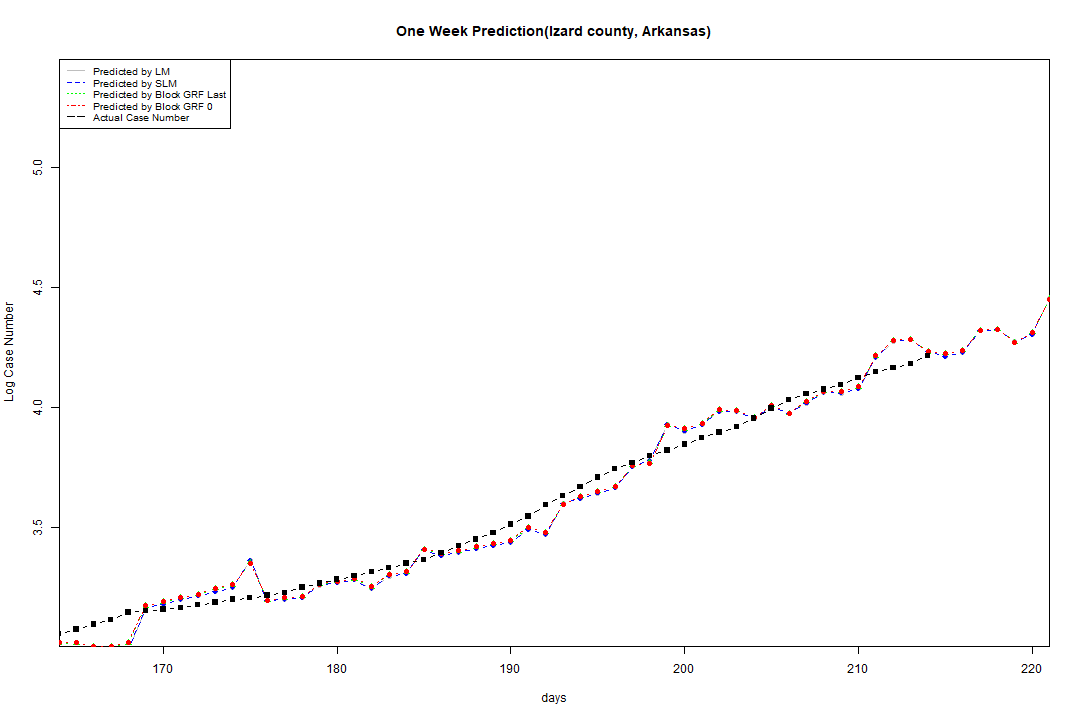 One Week Prediction(Izard county, Arkansas)
Predicted by LM
Predicted by SLM
Predicted by Block GRF Last
Predicted by Block GRF 0
Actual Case Number
5.0
4.5
4.0
3.5
Log Case Number
170 180 190 200 210 220
days